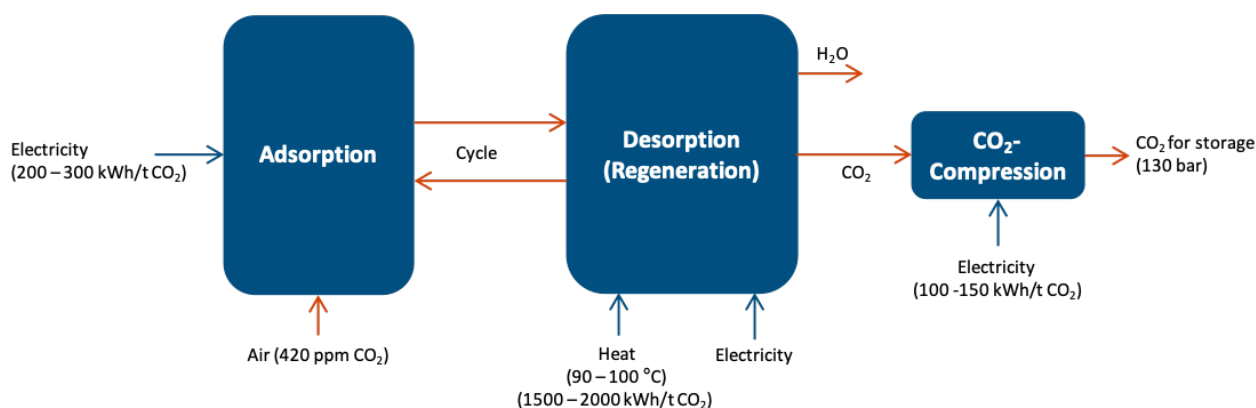 Electricity
(200 – 300 kWh/t CO₂)
Adsorption
Air (420 ppm CO₂)
Cycle
Desorption
(Regeneration)
Heat
(90 – 100 °C)
(1500 – 2000 kWh/t CO₂)
Electricity
H₂O
CO₂
CO₂-
Compression
Electricity
(100 -150 kWh/t CO₂)
CO₂ for storage
(130 bar)